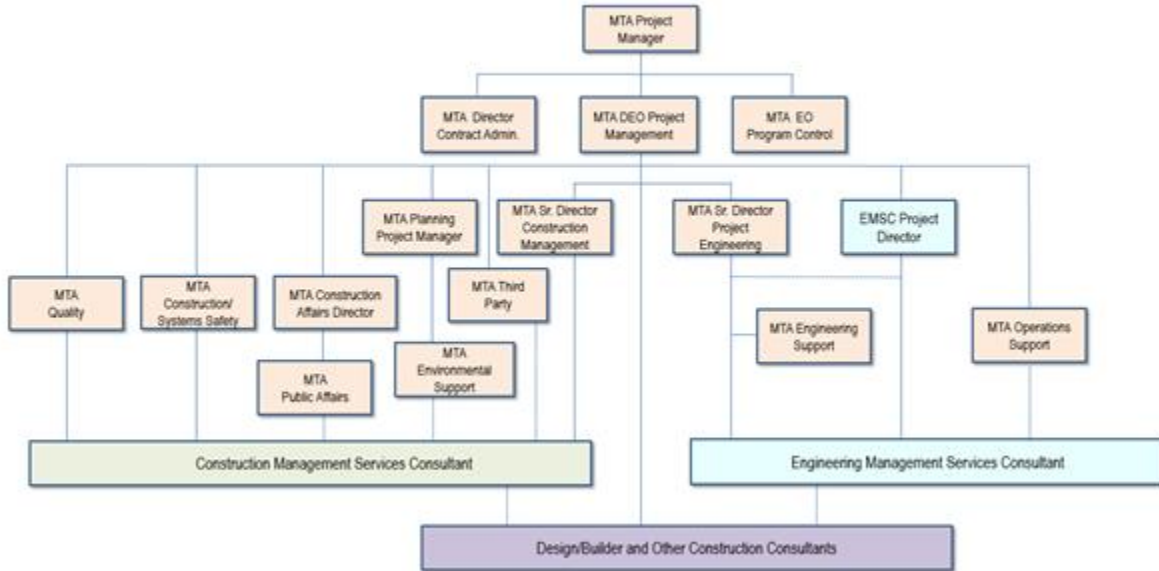 MTA Project
Manager
MTA Director
Contract Admin.
MTA DEO Project
Management
MTA EO
Program Control
MTA Planning
Project Manager
MTA Sr. Director
Construction
Management
MTA Sr. Director
Project
Engineering
EMSC Project
Director
MTA
Quality
MTA
Construction/
Systems Safety
MTA Construction
Affairs Director
MTA Third
Party
MTA Engineering
Support
MTA Operations
Support
MTA
Environmental
Support
MTA
Public Affairs
Construction Management Services Consultant
Engineering Management Services Consultant
Design/Builder and Other Construction Consultants